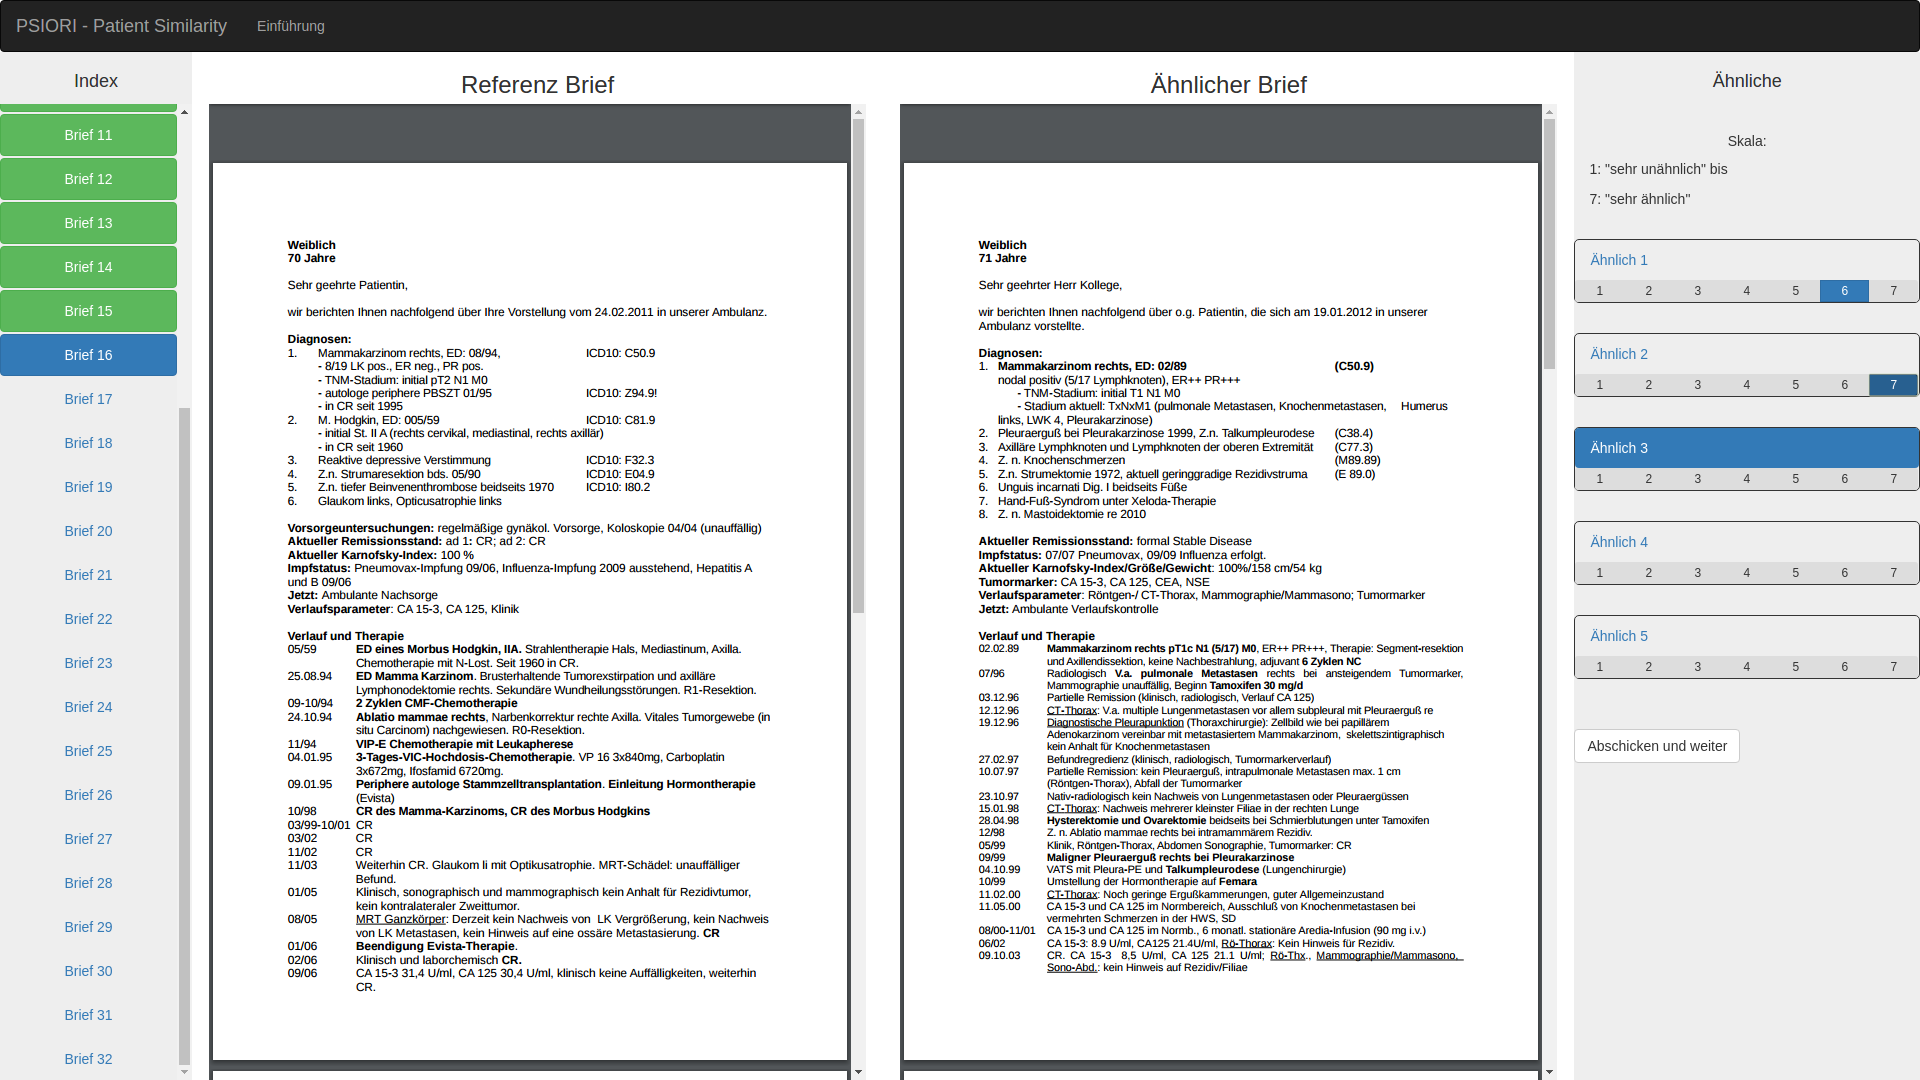 PSIORI - Patient Similarity
Einführung
Index
Brief 11
Brief 12
Brief 13
Brief 14
Brief 15
Brief 16
Brief 17
Brief 18
Brief 19
Brief 20
Brief 21
Brief 22
Brief 23
Brief 24
Brief 25
Brief 26
Brief 27
Brief 28
Brief 29
Brief 30
Brief 31
Brief 32
Referenz Brief
Weiblich
70 Jahre
Sehr geehrte Patientin,
wir berichten Ihnen nachfolgend über Ihre Vorstellung vom 24.02.2011 in unserer Ambulanz.
Diagnosen:
1. Mammakarzinom rechts, ED: 08/94, ICD10: C50.9
- 8/19 LK pos., ER neg., PR pos.
- TNM-Stadium: initial pT2 N1 M0
- autologe periphere PBSZT 01/95 ICD10: Z94.9!
- in CR seit 1995
2. M. Hodgkin, ED: 005/59 ICD10: C81.9
- initial St. II A (rechts cervikal, mediastinal, rechts axillär)
- in CR seit 1960
3. Reaktive depressive Verstimmung ICD10: F32.3
4. Z.n. Strumaresektion bds. 05/90 ICD10: E04.9
5. Z.n. tiefer Beinvenenthrombose beidseits 1970 ICD10: I80.2
6. Glaukom links, Opticusatrophie links
Vorsorgeuntersuchungen: regelmäßige gynäkol. Vorsorge, Koloskopie 04/04 (unauffällig)
Aktueller Remissionsstand: ad 1: CR; ad 2: CR
Aktueller Karnofsky-Index: 100 %
Impfstatus: Pneumovax-Impfung 09/06, Influenza-Impfung 2009 ausstehend, Hepatitis A
und B 09/06
Jetzt: Ambulante Nachsorge
Verlaufsparameter: CA 15-3, CA 125, Klinik
Verlauf und Therapie
05/59 ED eines Morbus Hodgkin, IIA. Strahlentherapie Hals, Mediastinum, Axilla.
Chemotherapie mit N-Lost. Seit 1960 in CR.
25.08.94 ED Mamma Karzinom. Brusterhaltende Tumorexstirpation und axilläre
Lymphonodektomie rechts. Sekundäre Wundheilungsstörungen. R1-Resektion.
09-10/94 2 Zyklen CMF-Chemotherapie
24.10.94 Ablatio mammae rechts, Narbenkorrektur rechte Axilla. Vitales Tumorgewebe (in
situ Carcinom) nachgewiesen. R0-Resektion.
11/94 VIP-E Chemotherapie mit Leukapherese
04.01.95 3-Tages-VIC-Hochdosis-Chemotherapie. VP 16 3x840mg, Carboplatin
3x672mg, Ifosfamid 6720mg.
09.01.95 Periphere autologe Stammzelltransplantation. Einleitung Hormontherapie
(Evista)
10/98 CR des Mamma-Karzinoms, CR des Morbus Hodgkins
03/99-10/01 CR
03/02 CR
11/02 CR
11/03 Weiterhin CR. Glaukom li mit Optikusatrophie. MRT-Schädel: unauffälliger
Befund.
01/05 Klinisch, sonographisch und mammographisch kein Anhalt für Rezidivtumor,
kein kontralateraler Zweittumor.
08/05 MRT Ganzkörper: Derzeit kein Nachweis von LK Vergrößerung, kein Nachweis
von LK Metastasen, kein Hinweis auf eine ossäre Metastasierung. CR
01/06 Beendigung Evista-Therapie.
02/06 Klinisch und laborchemisch CR.
09/06 CA 15-3 31,4 U/ml, CA 125 30,4 U/ml, klinisch keine Auffälligkeiten, weiterhin
CR.
Ähnlicher Brief
Weiblich
71 Jahre
Sehr geehrter Herr Kollege,
wir berichten Ihnen nachfolgend über o.g. Patientin, die sich am 19.01.2012 in unserer
Ambulanz vorstellte.
Diagnosen:
1. Mammakarzinom rechts, ED: 02/89 (C50.9)
nodal positiv (5/17 Lymphknoten), ER++ PR+++
- TNM-Stadium: initial T1 N1 M0
- Stadium aktuell: TxNxM1 (pulmonale Metastasen, Knochenmetastasen, Humerus
links, LWK 4, Pleurakarzinose)
2. Pleuraerguß bei Pleurakarzinose 1999, Z.n. Talkumpleurodese (C38.4)
3. Axilläre Lymphknoten und Lymphknoten der oberen Extremität (C77.3)
4. Z. n. Knochenschmerzen (M89.89)
5. Z.n. Strumektomie 1972, aktuell geringgradige Rezidivstruma (E 89.0)
6. Unguis incarnati Dig. I beidseits Füße
7. Hand-Fuß-Syndrom unter Xeloda-Therapie
8. Z. n. Mastoidektomie re 2010
Aktueller Remissionsstand: formal Stable Disease
Impfstatus: 07/07 Pneumovax, 09/09 Influenza erfolgt.
Aktueller Karnofsky-Index/Größe/Gewicht: 100%/158 cm/54 kg
Tumormarker: CA 15-3, CA 125, CEA, NSE
Verlaufsparameter: Röntgen-/ CT-Thorax, Mammographie/Mammasono; Tumormarker
Jetzt: Ambulante Verlaufskontrolle
Verlauf und Therapie
02.02.89 Mammakarzinom rechts pT1c N1 (5/17) M0, ER++ PR+++, Therapie: Segment-resektion
und Axillendissektion, keine Nachbestrahlung, adjuvant 6 Zyklen NC
07/96 Radiologisch V.a. pulmonale Metastasen rechts bei ansteigendem Tumormarker,
Mammographie unauffällig, Beginn Tamoxifen 30 mg/d
03.12.96 Partielle Remission (klinisch, radiologisch, Verlauf CA 125)
12.12.96 CT-Thorax: V.a. multiple Lungenmetastasen vor allem subpleural mit Pleuraerguß re
19.12.96 Diagnostische Pleurapunktion (Thoraxchirurgie): Zellbild wie bei papillärem
Adenokarzinom vereinbar mit metastasiertem Mammakarzinom, skelettszintigraphisch
kein Anhalt für Knochenmetastasen
27.02.97 Befundregredienz (klinisch, radiologisch, Tumormarkerverlauf)
10.07.97 Partielle Remission: kein Pleuraerguß, intrapulmonale Metastasen max. 1 cm
(Röntgen-Thorax), Abfall der Tumormarker
23.10.97 Nativ-radiologisch kein Nachweis von Lungenmetastasen oder Pleuraergüssen
15.01.98 CT-Thorax: Nachweis mehrerer kleinster Filiae in der rechten Lunge
28.04.98 Hysterektomie und Ovarektomie beidseits bei Schmierblutungen unter Tamoxifen
12/98 Z. n. Ablatio mammae rechts bei intramammärem Rezidiv.
05/99 Klinik, Röntgen-Thorax, Abdomen Sonographie, Tumormarker: CR
09/99 Maligner Pleuraerguß rechts bei Pleurakarzinose
04.10.99 VATS mit Pleura-PE und Talkumpleurodese (Lungenchirurgie)
10/99 Umstellung der Hormontherapie auf Femara
11.02.00 CT-Thorax: Noch geringe Ergußkammerungen, guter Allgemeinzustand
11.05.00 CA 15-3 und CA 125 im Normbereich, Ausschluß von Knochenmetastasen bei
vermehrten Schmerzen in der HWS, SD
08/00-11/01 CA 15-3 und CA 125 im Normb., 6 monatl. stationäre Aredia-Infusion (90 mg i.v.)
06/02 CA 15-3: 8.9 U/ml, CA125 21.4U/ml, Rö-Thorax: Kein Hinweis für Rezidiv.
09.10.03 CR. CA 15-3 8,5 U/ml, CA 125 21.1 U/ml; Rö-Thx., Mammographie/Mammasono,
Sono-Abd.: kein Hinweis auf Rezidiv/Filiae
Ähnliche
Skala:
1: "sehr unähnlich" bis
7: "sehr ähnlich"
Ähnlich 1
1 2 3 4 5 6 7
Ähnlich 2
1 2 3 4 5 6 7
Ähnlich 3
1 2 3 4 5 6 7
Ähnlich 4
1 2 3 4 5 6 7
Ähnlich 5
1 2 3 4 5 6 7
Abschicken und weiter